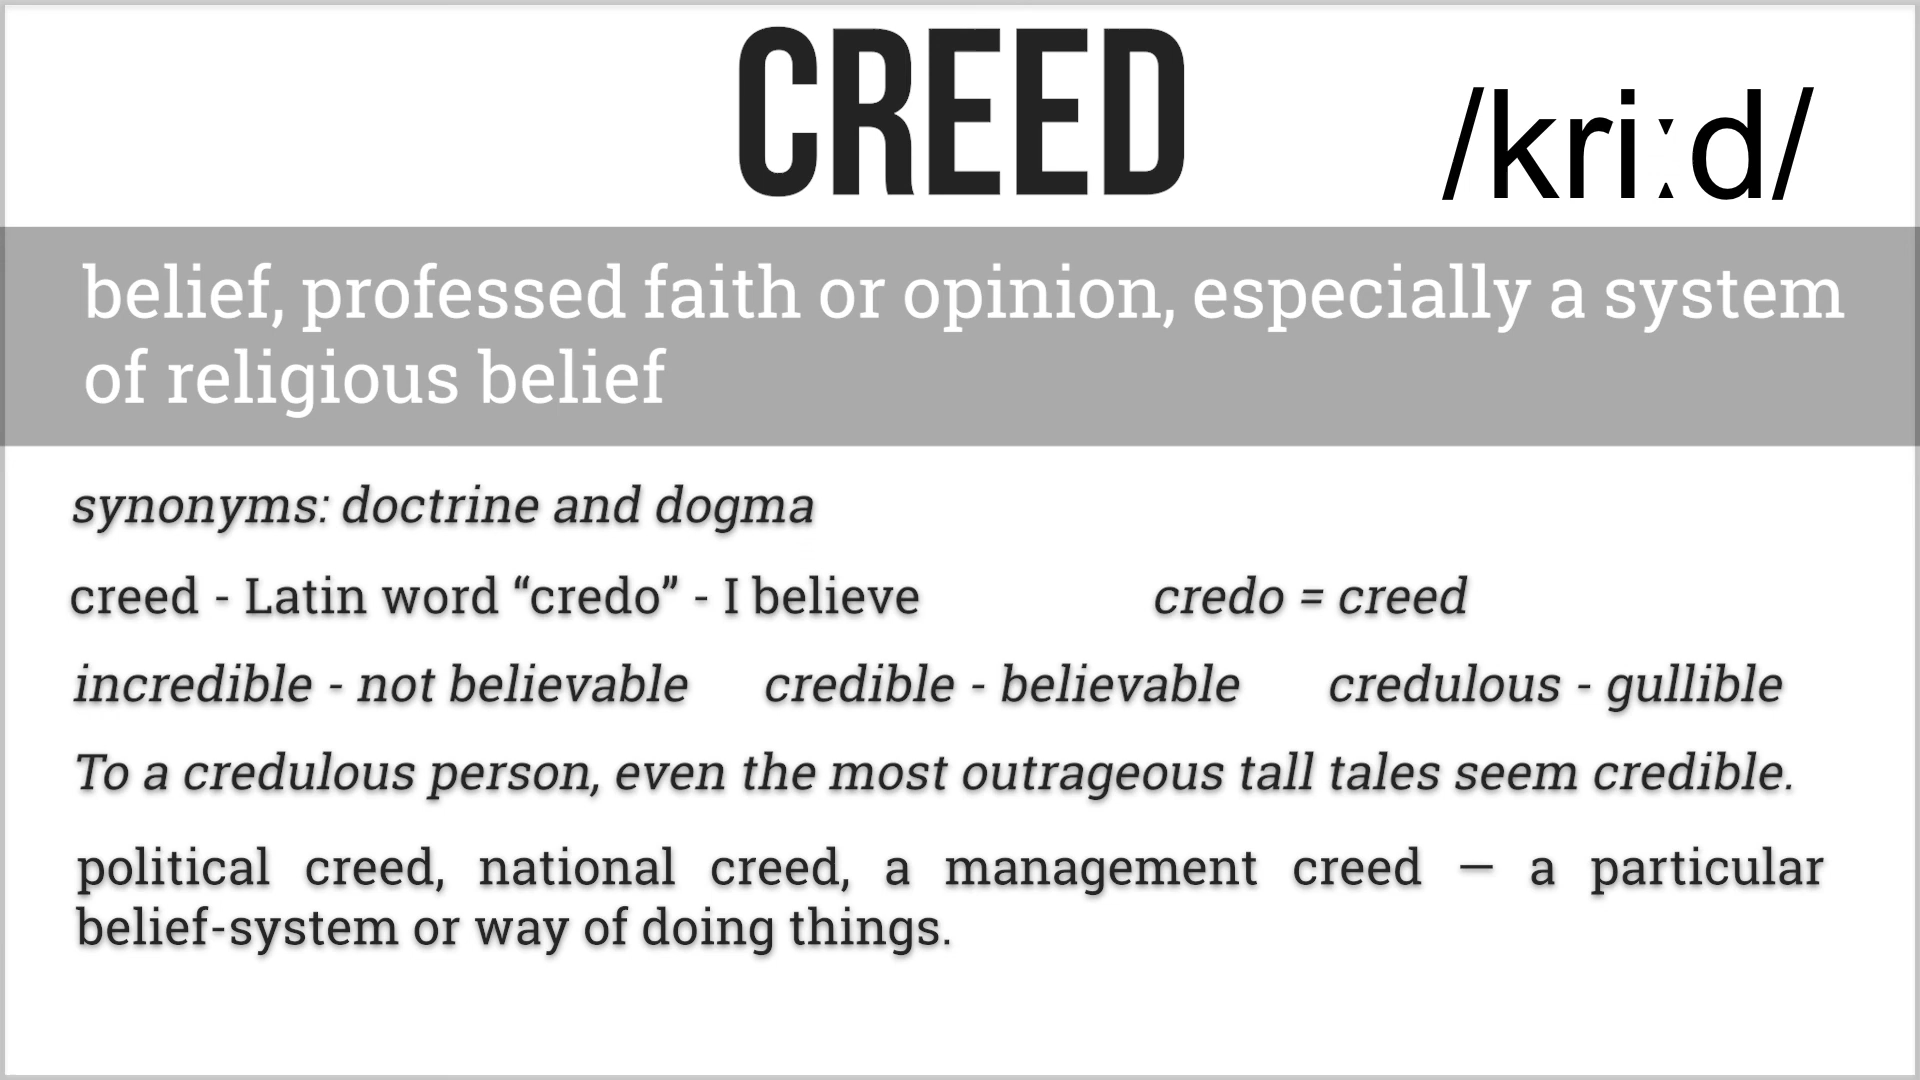 CREED
/kriːd/
belief, professed faith or opinion, especially a system
of religious belief
synonyms: doctrine and dogma
creed - Latin word “credo” - I believe credo = creed
incredible - not believable credible - believable credulous - gullible
To a credulous person, even the most outrageous tall tales seem credible.
political creed, national creed, a management creed — a particular
belief-system or way of doing things.